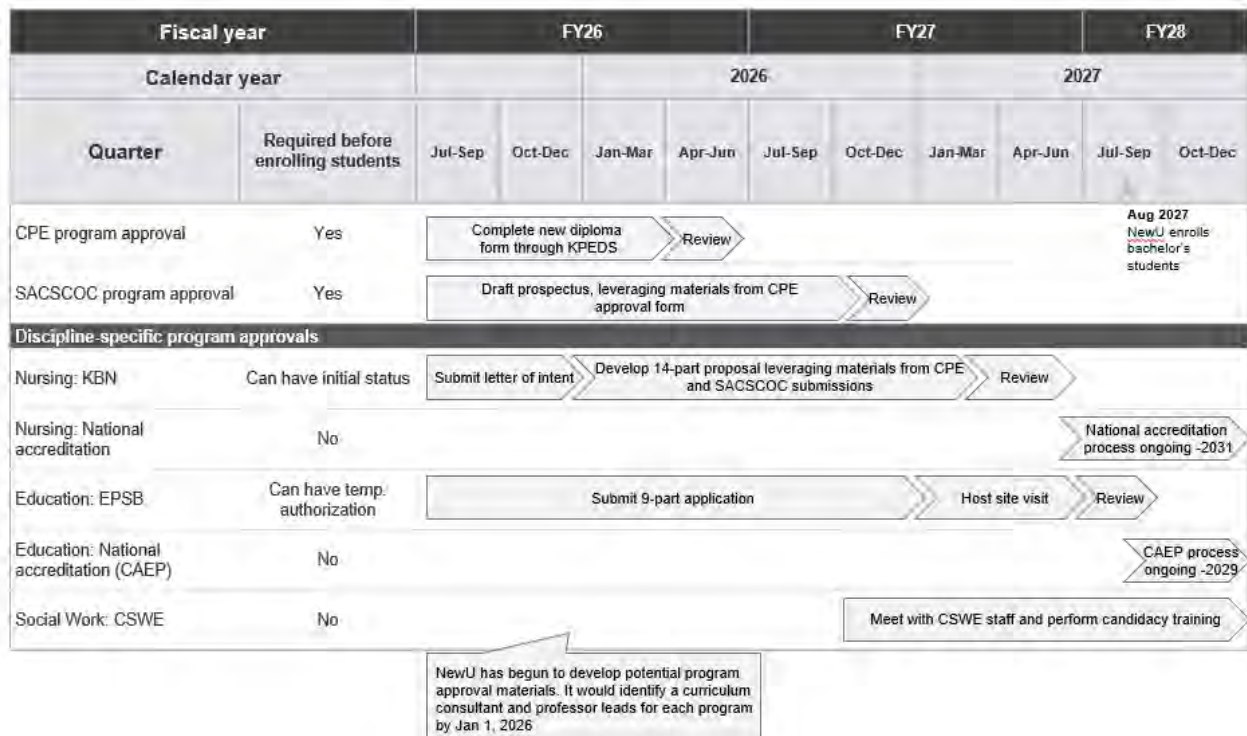 Fiscal year FY26 FY27 FY28
Calendar year 2026 2027
Quarter
Required before
enrolling students
Jul-Sep Oct-Dec Jan-Mar Apr-Jun Jul-Sep Oct-Dec Jan-Mar Apr-Jun Jul-Sep Oct-Dec
CPE program approval
Yes
Complete new diploma
form through KPEDS
Review
Aug 2027
NewU enrolls
bachelor's
students
SACSCOC program approval
Yes
Draft prospectus, leveraging materials from CPE
approval form
Review
Discipline-specific program approvals
Nursing: KBN
Can have initial status
Submit letter of intent
Develop 14-part proposal leveraging materials from CPE
and SACSCOC submissions
Review
Nursing: National
accreditation
No
National accreditation
process ongoing -2031
Education: EPSB
Can have temp.
authorization
Submit 9-part application
Host site visit
Review
Education: National
accreditation (CAEP)
No
CAEP process
ongoing -2029
Social Work: CSWE
No
Meet with CSWE staff and perform candidacy training
NewU has begun to develop potential program
approval materials. It would identify a curriculum
consultant and professor leads for each program
by Jan 1, 2026